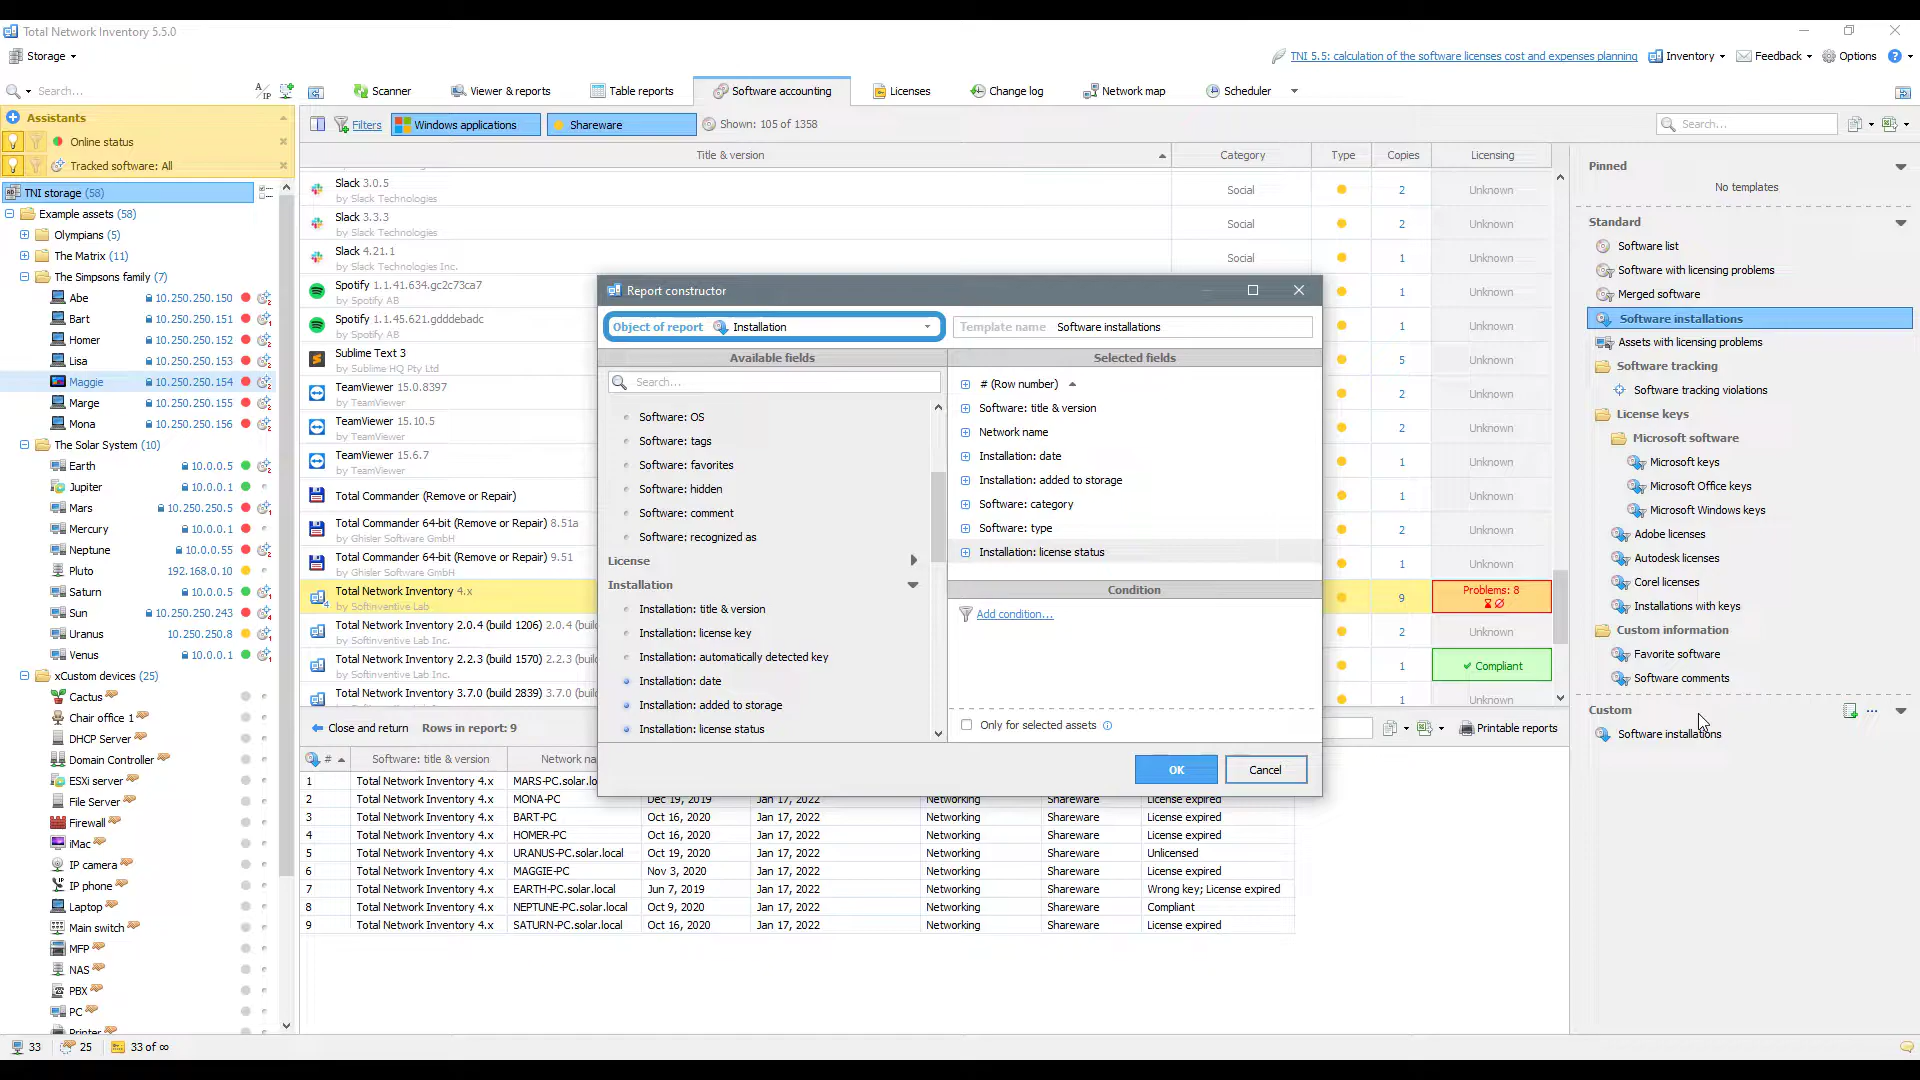 Total Network Inventory 5.5.0
Storage
TNI 5.5: calculation of the software licenses cost and expenses planning
Inventory
Feedback
Options
Search...
A/IP
Scanner
Viewer & reports
Table reports
Software accounting
Licenses
Change log
Network map
Scheduler
Assistants
Online status
Tracked software: All
TNI storage (58)
Example assets (58)
Olympians (5)
The Matrix (11)
The Simpsons family (7)
Abe 10.250.250.150
Bart 10.250.250.151
Homer 10.250.250.152
Lisa 10.250.250.153
Maggie 10.250.250.154
Marge 10.250.250.155
Mona 10.250.250.156
The Solar System (10)
Earth 10.0.0.5
Jupiter 10.0.0.1
Mars 10.250.250.5
Mercury 10.0.0.1
Neptune 10.0.0.55
Pluto 192.168.0.10
Saturn 10.0.0.5
Sun 10.250.250.243
Uranus 10.250.250.8
Venus 10.0.0.1
xCustom devices (25)
Cactus
Chair office 1
DHCP Server
Domain Controller
ESXi server
File Server
Firewall
iMac
IP camera
IP phone
Laptop
Main switch
MFP
NAS
PBX
PC
Printer
33
25
33 of ∞
Filters
Windows applications
Shareware
Shown: 105 of 1358
Search...
Title & version Category Type Copies Licensing
Slack 3.0.5 Social 2 Unknown
by Slack Technologies
Slack 3.3.3 Social 2 Unknown
by Slack Technologies
Slack 4.21.1 Social 1 Unknown
by Slack Technologies Inc.
Spotify 1.1.41.634.gc2c73ca7 1 Unknown
by Spotify AB
Spotify 1.1.45.621.gdddebadc 1 Unknown
by Spotify AB
Sublime Text 3 5 Unknown
by Sublime HQ Pty Ltd
TeamViewer 15.0.8397 2 Unknown
by TeamViewer
TeamViewer 15.10.5 2 Unknown
by TeamViewer
TeamViewer 15.6.7 1 Unknown
by TeamViewer
Total Commander (Remove or Repair) 1 Unknown
Total Commander 64-bit (Remove or Repair) 8.51a 2 Unknown
by Ghisler Software GmbH
Total Commander 64-bit (Remove or Repair) 9.51 1 Unknown
by Ghisler Software GmbH
Total Network Inventory 4.x 9 Problems: 8
by Softinventive Lab
Total Network Inventory 2.0.4 (build 1206) 2.0.4 (b 2 Unknown
by Softinventive Lab Inc.
Total Network Inventory 2.2.3 (build 1570) 2.2.3 (b 1 Compliant
by Softinventive Lab Inc.
Total Network Inventory 3.7.0 (build 2839) 3.7.0 (b 1 Unknown
Report constructor
Object of report Installation
Template name Software installations
Available fields
Search...
Software: OS
Software: tags
Software: favorites
Software: hidden
Software: comment
Software: recognized as
License
Installation
Installation: title & version
Installation: license key
Installation: automatically detected key
Installation: date
Installation: added to storage
Installation: license status
Selected fields
# (Row number)
Software: title & version
Network name
Installation: date
Installation: added to storage
Software: category
Software: type
Installation: license status
Condition
Add condition...
Only for selected assets
OK
Cancel
Close and return
Rows in report: 9
Printable reports
# Software: title & version Network na
1 Total Network Inventory 4.x MARS-PC.solar.lo
2 Total Network Inventory 4.x MONA-PC Dec 19, 2019 Jan 17, 2022 Networking Shareware License expired
3 Total Network Inventory 4.x BART-PC Oct 16, 2020 Jan 17, 2022 Networking Shareware License expired
4 Total Network Inventory 4.x HOMER-PC Oct 16, 2020 Jan 17, 2022 Networking Shareware License expired
5 Total Network Inventory 4.x URANUS-PC.solar.local Oct 19, 2020 Jan 17, 2022 Networking Shareware Unlicensed
6 Total Network Inventory 4.x MAGGIE-PC Nov 3, 2020 Jan 17, 2022 Networking Shareware License expired
7 Total Network Inventory 4.x EARTH-PC.solar.local Jun 7, 2019 Jan 17, 2022 Networking Shareware Wrong key; License expired
8 Total Network Inventory 4.x NEPTUNE-PC.solar.local Oct 9, 2020 Jan 17, 2022 Networking Shareware Compliant
9 Total Network Inventory 4.x SATURN-PC.solar.local Oct 16, 2020 Jan 17, 2022 Networking Shareware License expired
Pinned
No templates
Standard
Software list
Software with licensing problems
Merged software
Software installations
Assets with licensing problems
Software tracking
Software tracking violations
License keys
Microsoft software
Microsoft keys
Microsoft Office keys
Microsoft Windows keys
Adobe licenses
Autodesk licenses
Corel licenses
Installations with keys
Custom information
Favorite software
Software comments
Custom
Software installations